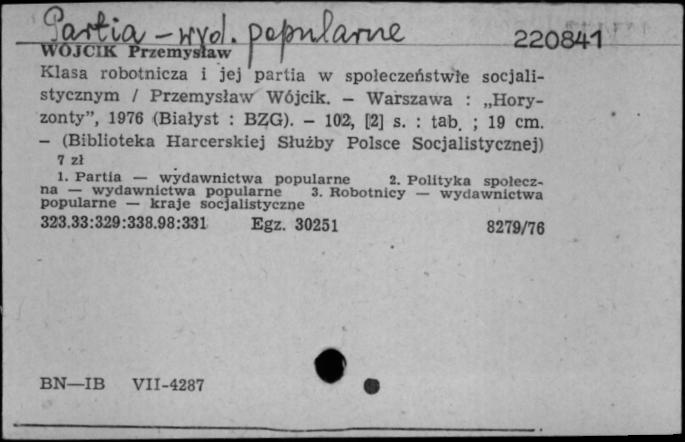 Partia – wyd. popularne
220841
WÓJCIK Przemysław
Klasa robotnicza i jej partia w społeczeństwie socjali-
stycznym / Przemysław Wójcik. — Warszawa : „Hory-
zonty”, 1976 (Białyst : BZG). — 102, [2] s. : tab. ; 19 cm.
— (Biblioteka Harcerskiej Służby Polsce Socjalistycznej)
7 zł
1. Partia — wydawnictwa popularne 2. Polityka społecz-
na — wydawnictwa popularne 3. Robotnicy — wydawnictwa
popularne — kraje socjalistyczne
323.33:329:338.98:331 Egz. 30251 8279/76
BN—IB VII-4287